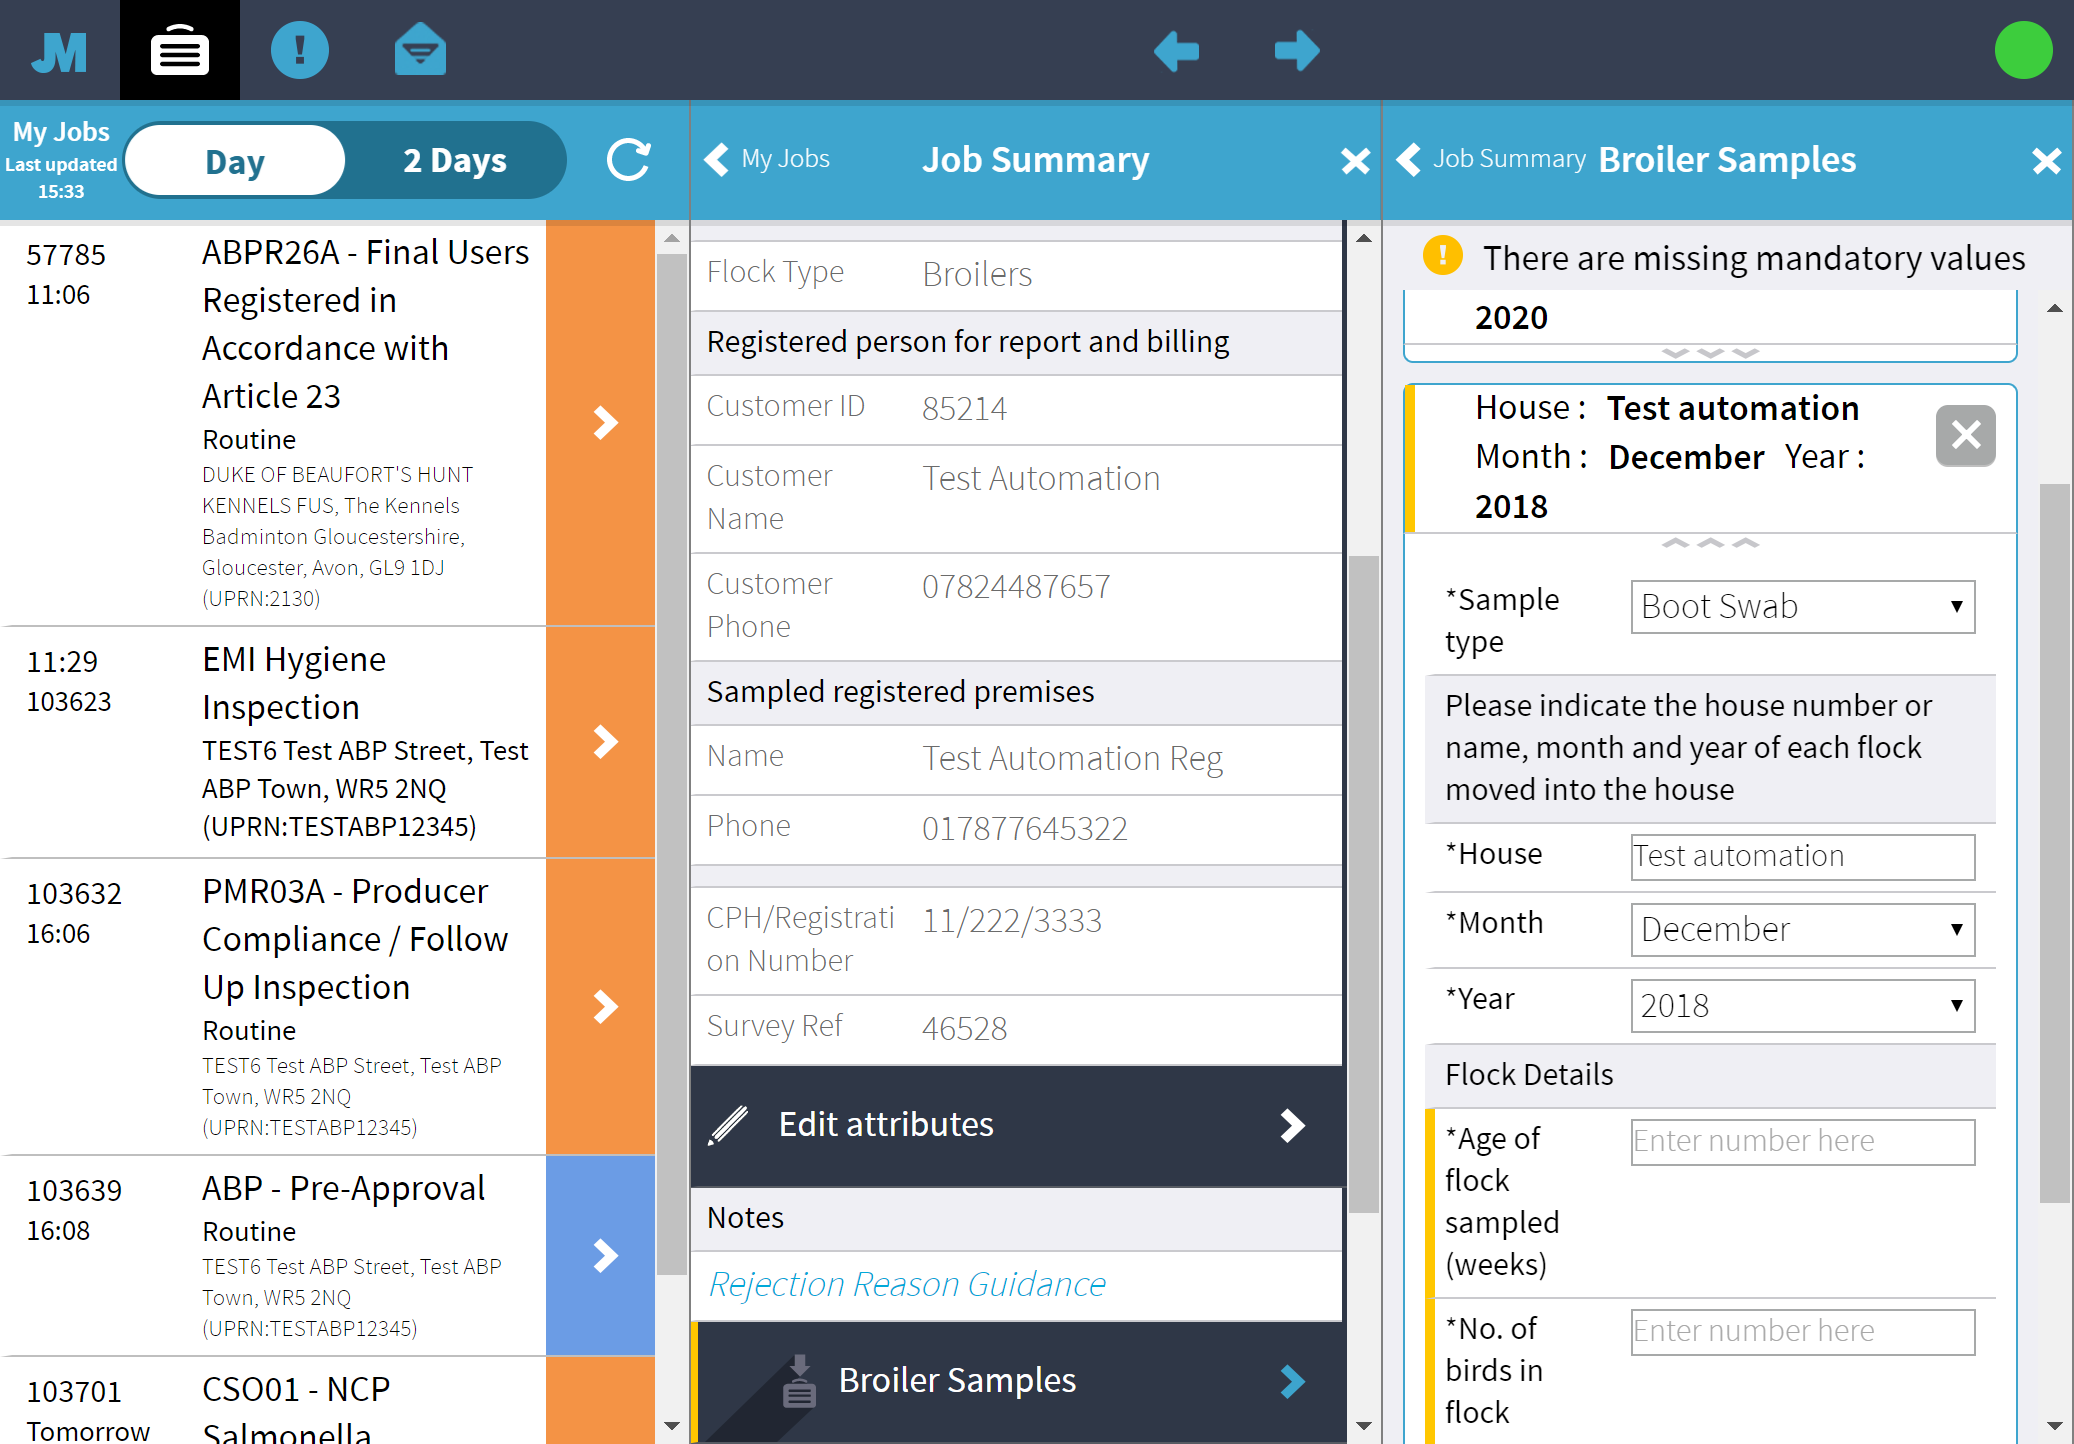 JM
My Jobs
Last updated
15:33
Day
2 Days
My Jobs
Job Summary
Job Summary
Broiler Samples
57785
11:06
ABPR26A - Final Users
Registered in
Accordance with
Article 23
Routine
DUKE OF BEAUFORT'S HUNT
KENNELS FUS, The Kennels
Badminton Gloucestershire,
Gloucester, Avon, GL9 1DJ
(UPRN:2130)
11:29
103623
EMI Hygiene
Inspection
TEST6 Test ABP Street, Test
ABP Town, WR5 2NQ
(UPRN:TESTABP12345)
103632
16:06
PMR03A - Producer
Compliance / Follow
Up Inspection
Routine
TEST6 Test ABP Street, Test ABP
Town, WR5 2NQ
(UPRN:TESTABP12345)
103639
16:08
ABP - Pre-Approval
Routine
TEST6 Test ABP Street, Test ABP
Town, WR5 2NQ
(UPRN:TESTABP12345)
103701
Tomorrow
CSO01 - NCP
Salmonella
Flock Type Broilers
Registered person for report and billing
Customer ID 85214
Customer Test Automation
Name
Customer 07824487657
Phone
Sampled registered premises
Name Test Automation Reg
Phone 017877645322
CPH/Registrati 11/222/3333
on Number
Survey Ref 46528
Edit attributes
Notes
Rejection Reason Guidance
Broiler Samples
There are missing mandatory values
2020
House : Test automation
Month : December Year :
2018
*Sample Boot Swab
type
Please indicate the house number or
name, month and year of each flock
moved into the house
*House Test automation
*Month December
*Year 2018
Flock Details
*Age of Enter number here
flock
sampled
(weeks)
*No. of Enter number here
birds in
flock